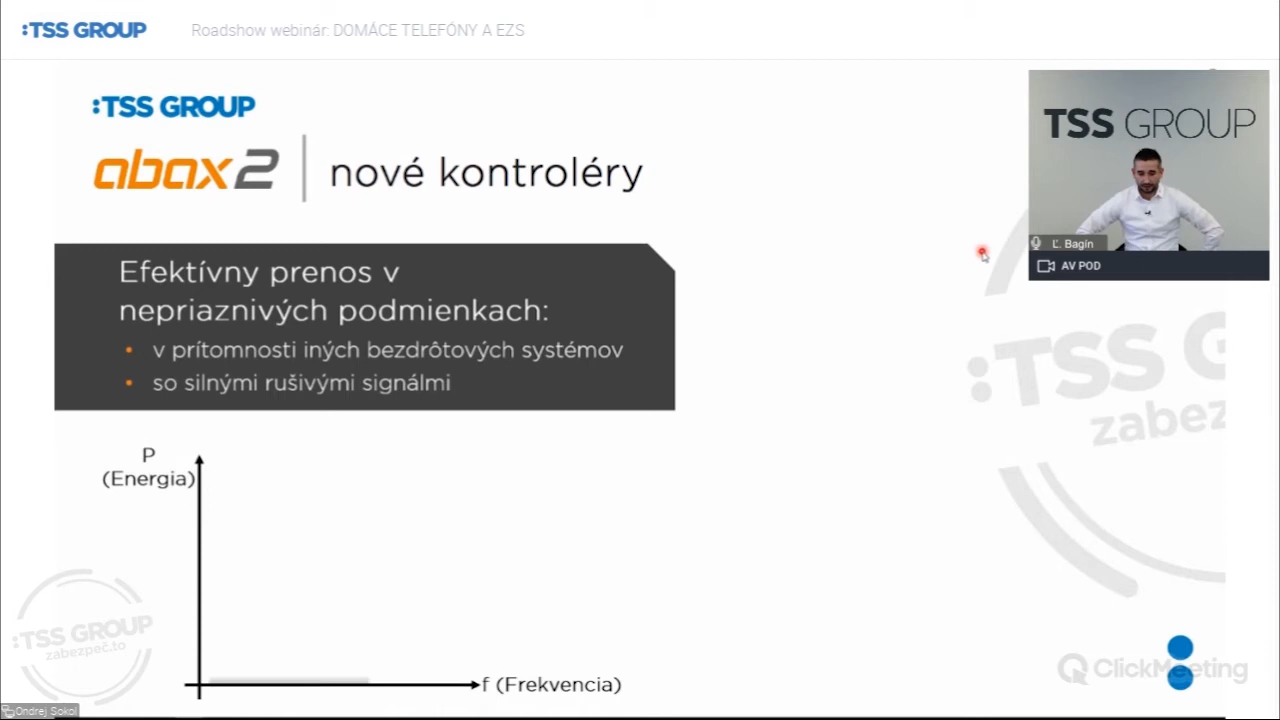 :TSS GROUP
Roadshow webinár: DOMÁCE TELEFÓNY A EZS
:TSS GROUP
abax2 nové kontroléry
TSS GROUP
Ľ. Bagín
AV POD
Efektívny prenos v
nepriaznivých podmienkach:
• v prítomnosti iných bezdrôtových systémov
• so silnými rušivými signálmi
:TSS G
zabezpeč
P
(Energia)
f (Frekvencia)
:TSS GROUP
zabezpeč.to
ClickMeeting
Ondrej Sokol